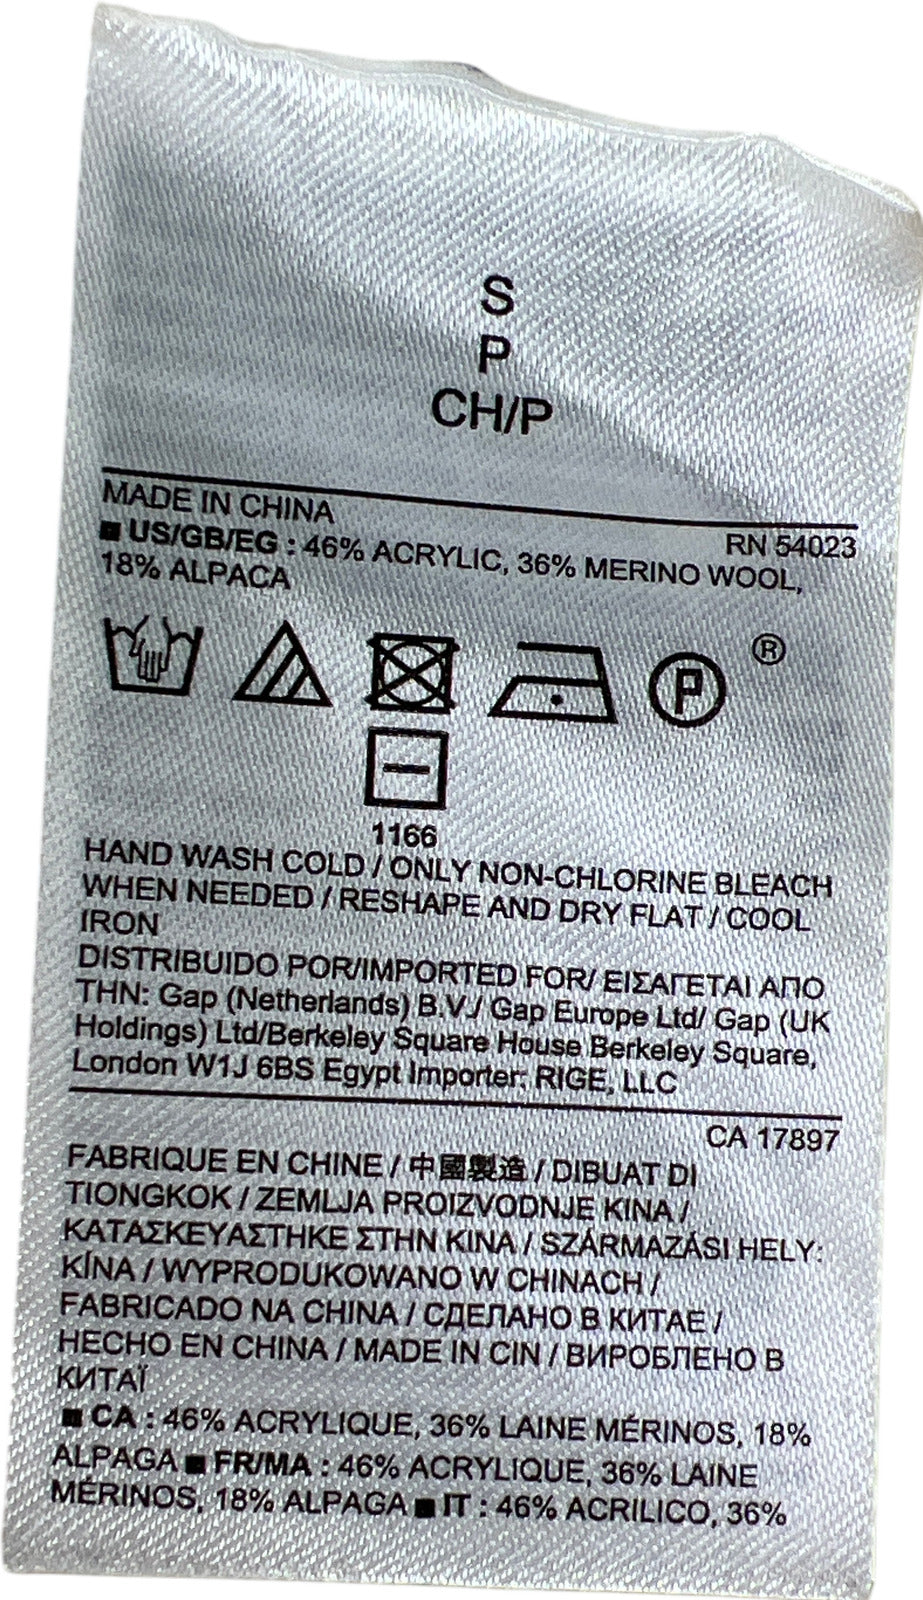 S
P
CH/P
MADE IN CHINA
RN 54023
■ US/GB/EG : 46% ACRYLIC, 36% MERINO WOOL,
18% ALPACA
P ®
1166
HAND WASH COLD / ONLY NON-CHLORINE BLEACH
WHEN NEEDED / RESHAPE AND DRY FLAT / COOL
IRON
DISTRIBUIDO POR/IMPORTED FOR/ ΕΙΣΑΓΕΤΑΙ ΑΠΟ
ΤΗΝ: Gap (Netherlands) B.V./ Gap Europe Ltd/ Gap (UK
Holdings) Ltd/Berkeley Square House Berkeley Square,
London W1J 6BS Egypt Importer: RIGE, LLC
CA 17897
FABRIQUE EN CHINE / 中國製造 / DIBUAT DI
TIONGKOK / ZEMLJA PROIZVODNJE KINA /
ΚΑΤΑΣΚΕΥΑΣΤΗΚΕ ΣΤΗΝ ΚΙΝΑ / SZÁRMAZÁSI HELY:
KÍNA / WYPRODUKOWANO W CHINACH /
FABRICADO NA CHINA / СДЕЛАНО В КИТАЕ /
HECHO EN CHINA / MADE IN CIN / ВИРОБЛЕНО В
КИТАЇ
■ CA : 46% ACRYLIQUE, 36% LAINE MÉRINOS, 18%
ALPAGA ■ FR/MA : 46% ACRYLIQUE, 36% LAINE
MÉRINOS, 18% ALPAGA ■ IT : 46% ACRILICO, 36%